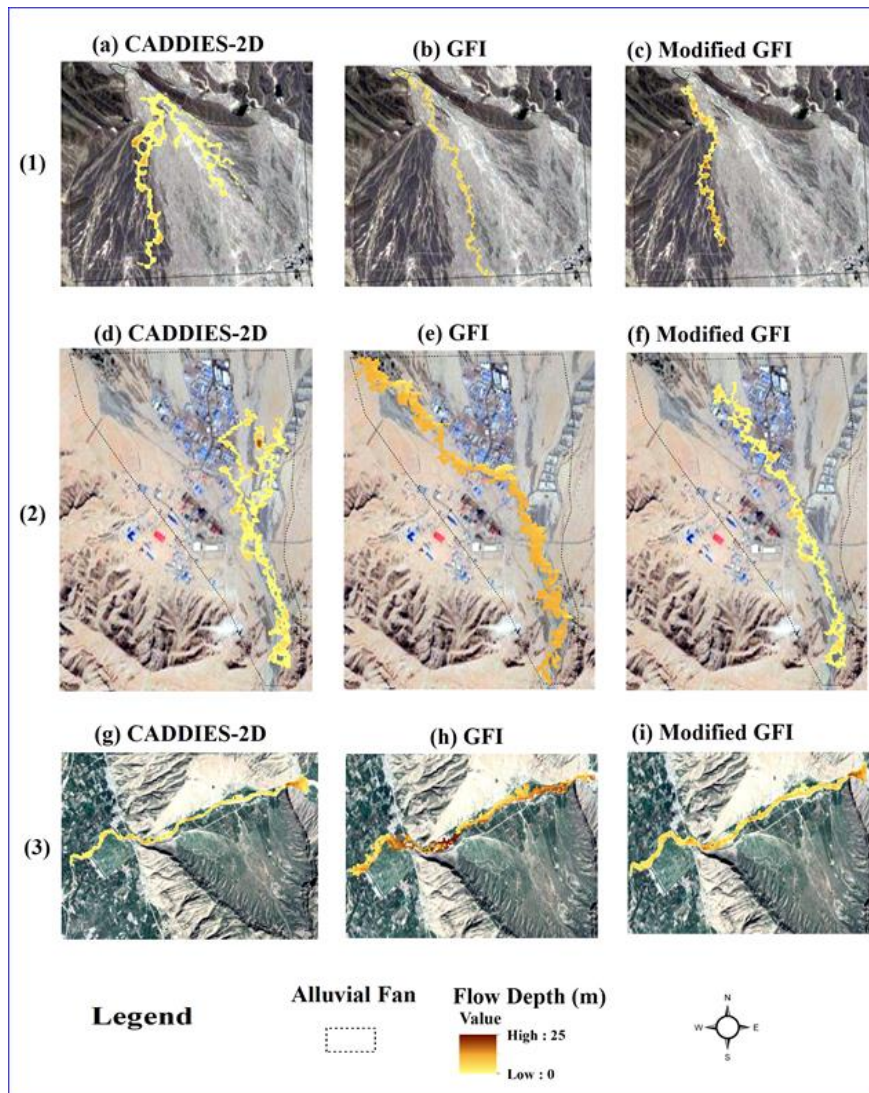 (a) CADDIES-2D
(b) GFI
(c) Modified GFI
(1)
(d) CADDIES-2D
(e) GFI
(f) Modified GFI
(2)
(g) CADDIES-2D
(h) GFI
(i) Modified GFI
(3)
Legend
Alluvial Fan
Flow Depth (m)
Value
High : 25
Low : 0
N
W
E
S